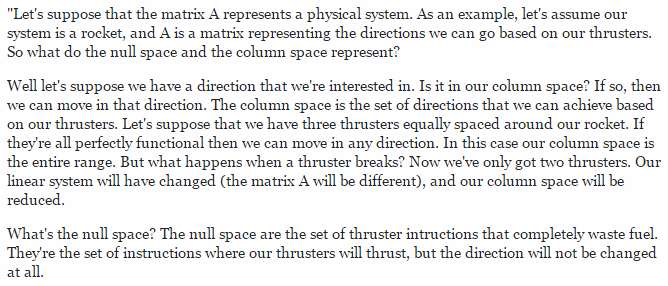 "Let's suppose that the matrix A represents a physical system. As an example, let's assume our
system is a rocket, and A is a matrix representing the directions we can go based on our thrusters.
So what do the null space and the column space represent?
Well let's suppose we have a direction that we're interested in. Is it in our column space? If so, then
we can move in that direction. The column space is the set of directions that we can achieve based
on our thrusters. Let's suppose that we have three thrusters equally spaced around our rocket. If
they're all perfectly functional then we can move in any direction. In this case our column space is
the entire range. But what happens when a thruster breaks? Now we've only got two thrusters. Our
linear system will have changed (the matrix A will be different), and our column space will be
reduced.
What's the null space? The null space are the set of thruster intructions that completely waste fuel.
They're the set of instructions where our thrusters will thrust, but the direction will not be changed
at all.